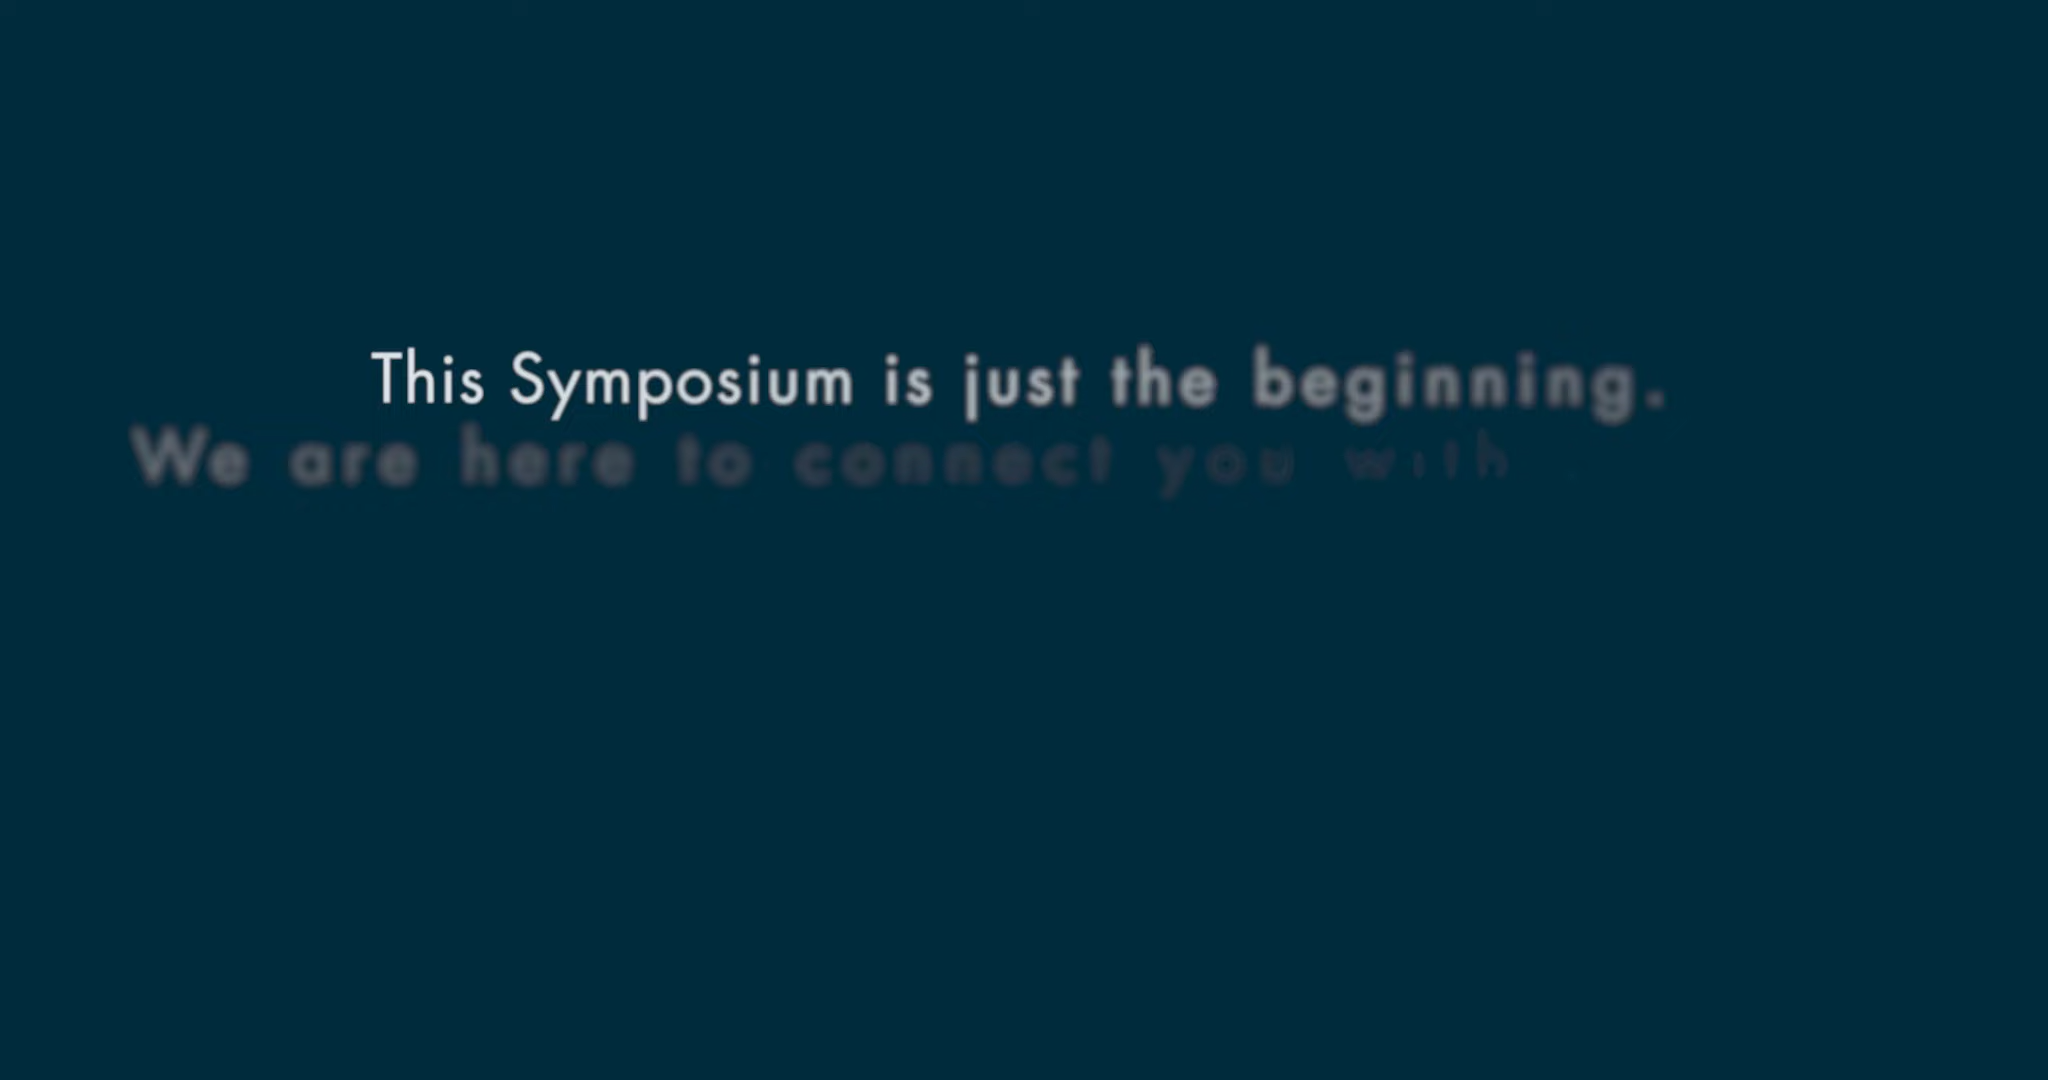 This Symposium is just the beginning.
We are here to connect you with